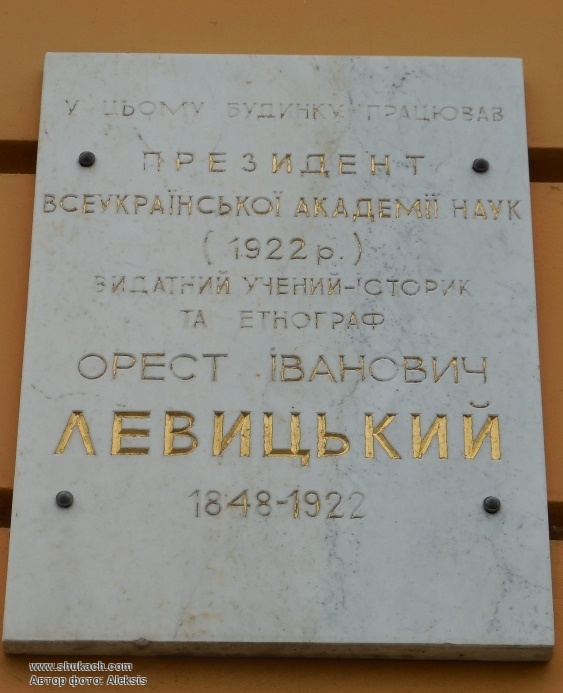 У ЦЬОМУ БУДИНКУ ПРАЦЮВАВ
ПРЕЗИДЕНТ
ВСЕУКРАЇНСЬКОЇ АКАДЕМІЇ НАУК
(1922 р.)
ВИДАТНИЙ УЧЕНИЙ-ІСТОРИК
ТА ЕТНОГРАФ
ОРЕСТ ІВАНОВИЧ
ЛЕВИЦЬКИЙ
1848-1922
www.shukach.com
Автор фото: Aleksis